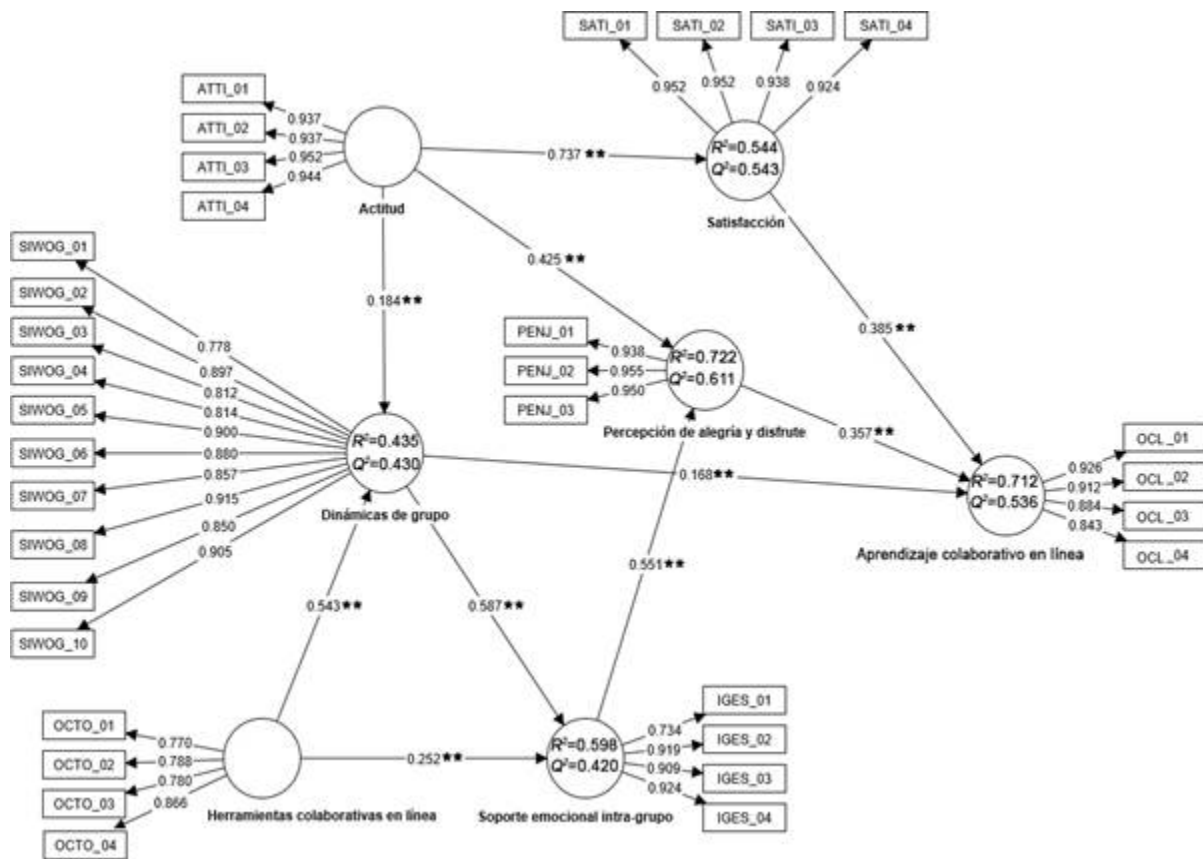 SATI_01
SATI_02
SATI_03
SATI_04
0.952
0.952
0.938
0.924
R²=0.544
Q²=0.543
Satisfacción
ATTI_01
ATTI_02
ATTI_03
ATTI_04
0.937
0.937
0.952
0.944
Actitud
0.737 **
0.425 **
0.184 **
0.385 **
SIWOG_01
SIWOG_02
SIWOG_03
SIWOG_04
SIWOG_05
SIWOG_06
SIWOG_07
SIWOG_08
SIWOG_09
SIWOG_10
0.778
0.897
0.812
0.814
0.900
0.880
0.857
0.915
0.850
0.905
R²=0.435
Q²=0.430
Dinámicas de grupo
PENJ_01
PENJ_02
PENJ_03
0.938
0.955
0.950
R²=0.722
Q²=0.611
Percepción de alegría y disfrute
0.357 **
0.168 **
R²=0.712
Q²=0.536
Aprendizaje colaborativo en línea
0.926
0.912
0.884
0.843
OCL_01
OCL_02
OCL_03
OCL_04
0.543 **
0.587 **
0.551 **
OCTO_01
OCTO_02
OCTO_03
OCTO_04
0.770
0.788
0.780
0.866
Herramientas colaborativas en línea
0.252 **
R²=0.598
Q²=0.420
Soporte emocional intra-grupo
0.734
0.919
0.909
0.924
IGES_01
IGES_02
IGES_03
IGES_04